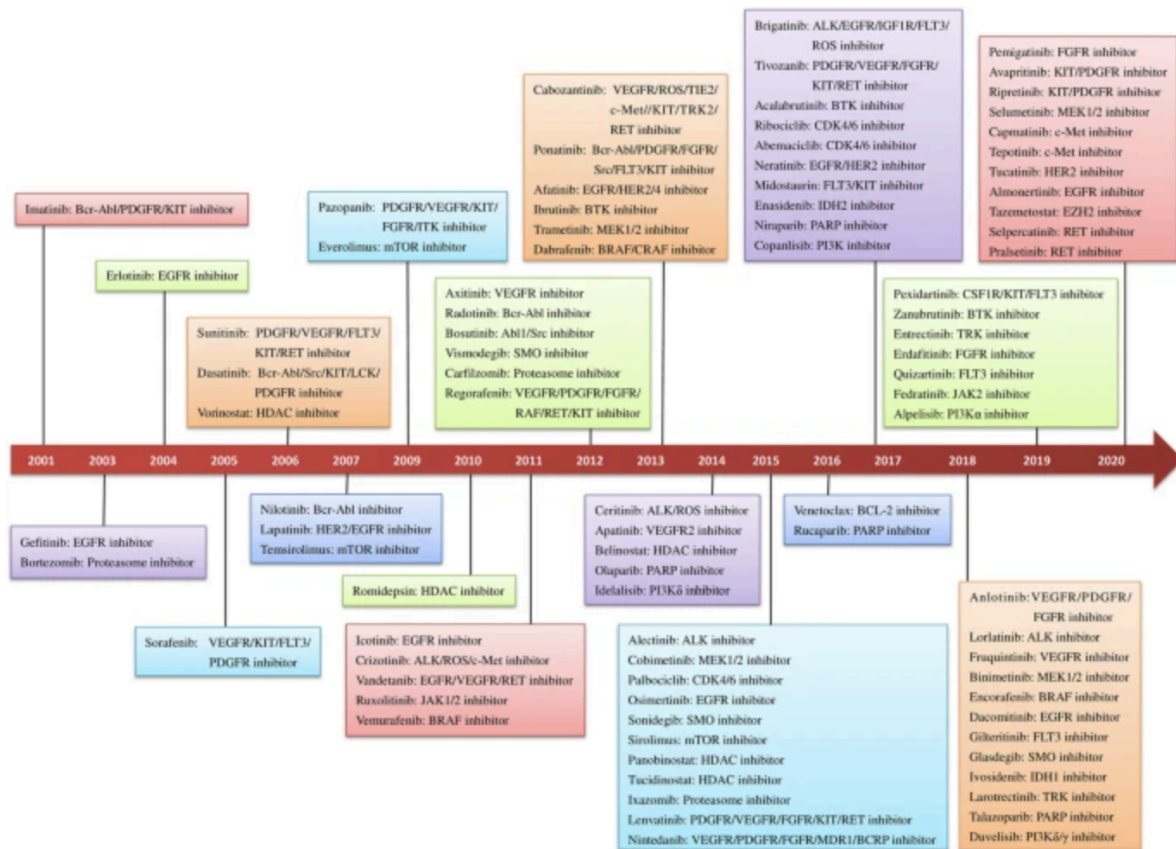 Imatinib: Bcr-Abl/PDGFR/KIT inhibitor
Erlotinib: EGFR inhibitor
Sunitinib: PDGFR/VEGFR/FLT3/
KIT/RET inhibitor
Dasatinib: Bcr-Abl/Src/KIT/LCK/
PDGFR inhibitor
Vorinostat: HDAC inhibitor
Pazopanib: PDGFR/VEGFR/KIT/
FGFR/ITK inhibitor
Everolimus: mTOR inhibitor
Axitinib: VEGFR inhibitor
Radotinib: Bcr-Abl inhibitor
Bosutinib: Abl1/Src inhibitor
Vismodegib: SMO inhibitor
Carfilzomib: Proteasome inhibitor
Regorafenib: VEGFR/PDGFR/FGFR/
RAF/RET/KIT inhibitor
Cabozantinib: VEGFR/ROS/TIE2/
c-Met//KIT/TRK2/
RET inhibitor
Ponatinib: Bcr-Abl/PDGFR/FGFR/
Src/FLT3/KIT inhibitor
Afatinib: EGFR/HER2/4 inhibitor
Ibrutinib: BTK inhibitor
Trametinib: MEK1/2 inhibitor
Dabrafenib: BRAF/CRAF inhibitor
Brigatinib: ALK/EGFR/IGF1R/FLT3/
ROS inhibitor
Tivozanib: PDGFR/VEGFR/FGFR/
KIT/RET inhibitor
Acalabrutinib: BTK inhibitor
Ribociclib: CDK4/6 inhibitor
Abemaciclib: CDK4/6 inhibitor
Neratinib: EGFR/HER2 inhibitor
Midostaurin: FLT3/KIT inhibitor
Enasidenib: IDH2 inhibitor
Niraparib: PARP inhibitor
Copanlisib: PI3K inhibitor
Pexidartinib: CSF1R/KIT/FLT3 inhibitor
Zanubrutinib: BTK inhibitor
Entrectinib: TRK inhibitor
Erdafitinib: FGFR inhibitor
Quizartinib: FLT3 inhibitor
Fedratinib: JAK2 inhibitor
Alpelisib: PI3Kα inhibitor
Pemigatinib: FGFR inhibitor
Avapritinib: KIT/PDGFR inhibitor
Ripretinib: KIT/PDGFR inhibitor
Selumetinib: MEK1/2 inhibitor
Capmatinib: c-Met inhibitor
Tepotinib: c-Met inhibitor
Tucatinib: HER2 inhibitor
Almonertinib: EGFR inhibitor
Tazemetostat: EZH2 inhibitor
Selpercatinib: RET inhibitor
Pralsetinib: RET inhibitor
2001 2003 2004 2005 2006 2007 2009 2010 2011 2012 2013 2014 2015 2016 2017 2018 2019 2020
Gefitinib: EGFR inhibitor
Bortezomib: Proteasome inhibitor
Sorafenib: VEGFR/KIT/FLT3/
PDGFR inhibitor
Nilotinib: Bcr-Abl inhibitor
Lapatinib: HER2/EGFR inhibitor
Temsirolimus: mTOR inhibitor
Romidepsin: HDAC inhibitor
Icotinib: EGFR inhibitor
Crizotinib: ALK/ROS/c-Met inhibitor
Vandetanib: EGFR/VEGFR/RET inhibitor
Ruxolitinib: JAK1/2 inhibitor
Vemurafenib: BRAF inhibitor
Ceritinib: ALK/ROS inhibitor
Apatinib: VEGFR2 inhibitor
Belinostat: HDAC inhibitor
Olaparib: PARP inhibitor
Idelalisib: PI3Kδ inhibitor
Alectinib: ALK inhibitor
Cobimetinib: MEK1/2 inhibitor
Palbociclib: CDK4/6 inhibitor
Osimertinib: EGFR inhibitor
Sonidegib: SMO inhibitor
Sirolimus: mTOR inhibitor
Panobinostat: HDAC inhibitor
Tucidinostat: HDAC inhibitor
Ixazomib: Proteasome inhibitor
Lenvatinib: PDGFR/VEGFR/FGFR/KIT/RET inhibitor
Nintedanib: VEGFR/PDGFR/FGFR/MDR1/BCRP inhibitor
Venetoclax: BCL-2 inhibitor
Rucaparib: PARP inhibitor
Anlotinib:VEGFR/PDGFR/
FGFR inhibitor
Lorlatinib: ALK inhibitor
Fruquintinib: VEGFR inhibitor
Binimetinib: MEK1/2 inhibitor
Encorafenib: BRAF inhibitor
Dacomitinib: EGFR inhibitor
Gilteritinib: FLT3 inhibitor
Glasdegib: SMO inhibitor
Ivosidenib: IDH1 inhibitor
Larotrectinib: TRK inhibitor
Talazoparib: PARP inhibitor
Duvelisib: PI3Kδ/γ inhibitor